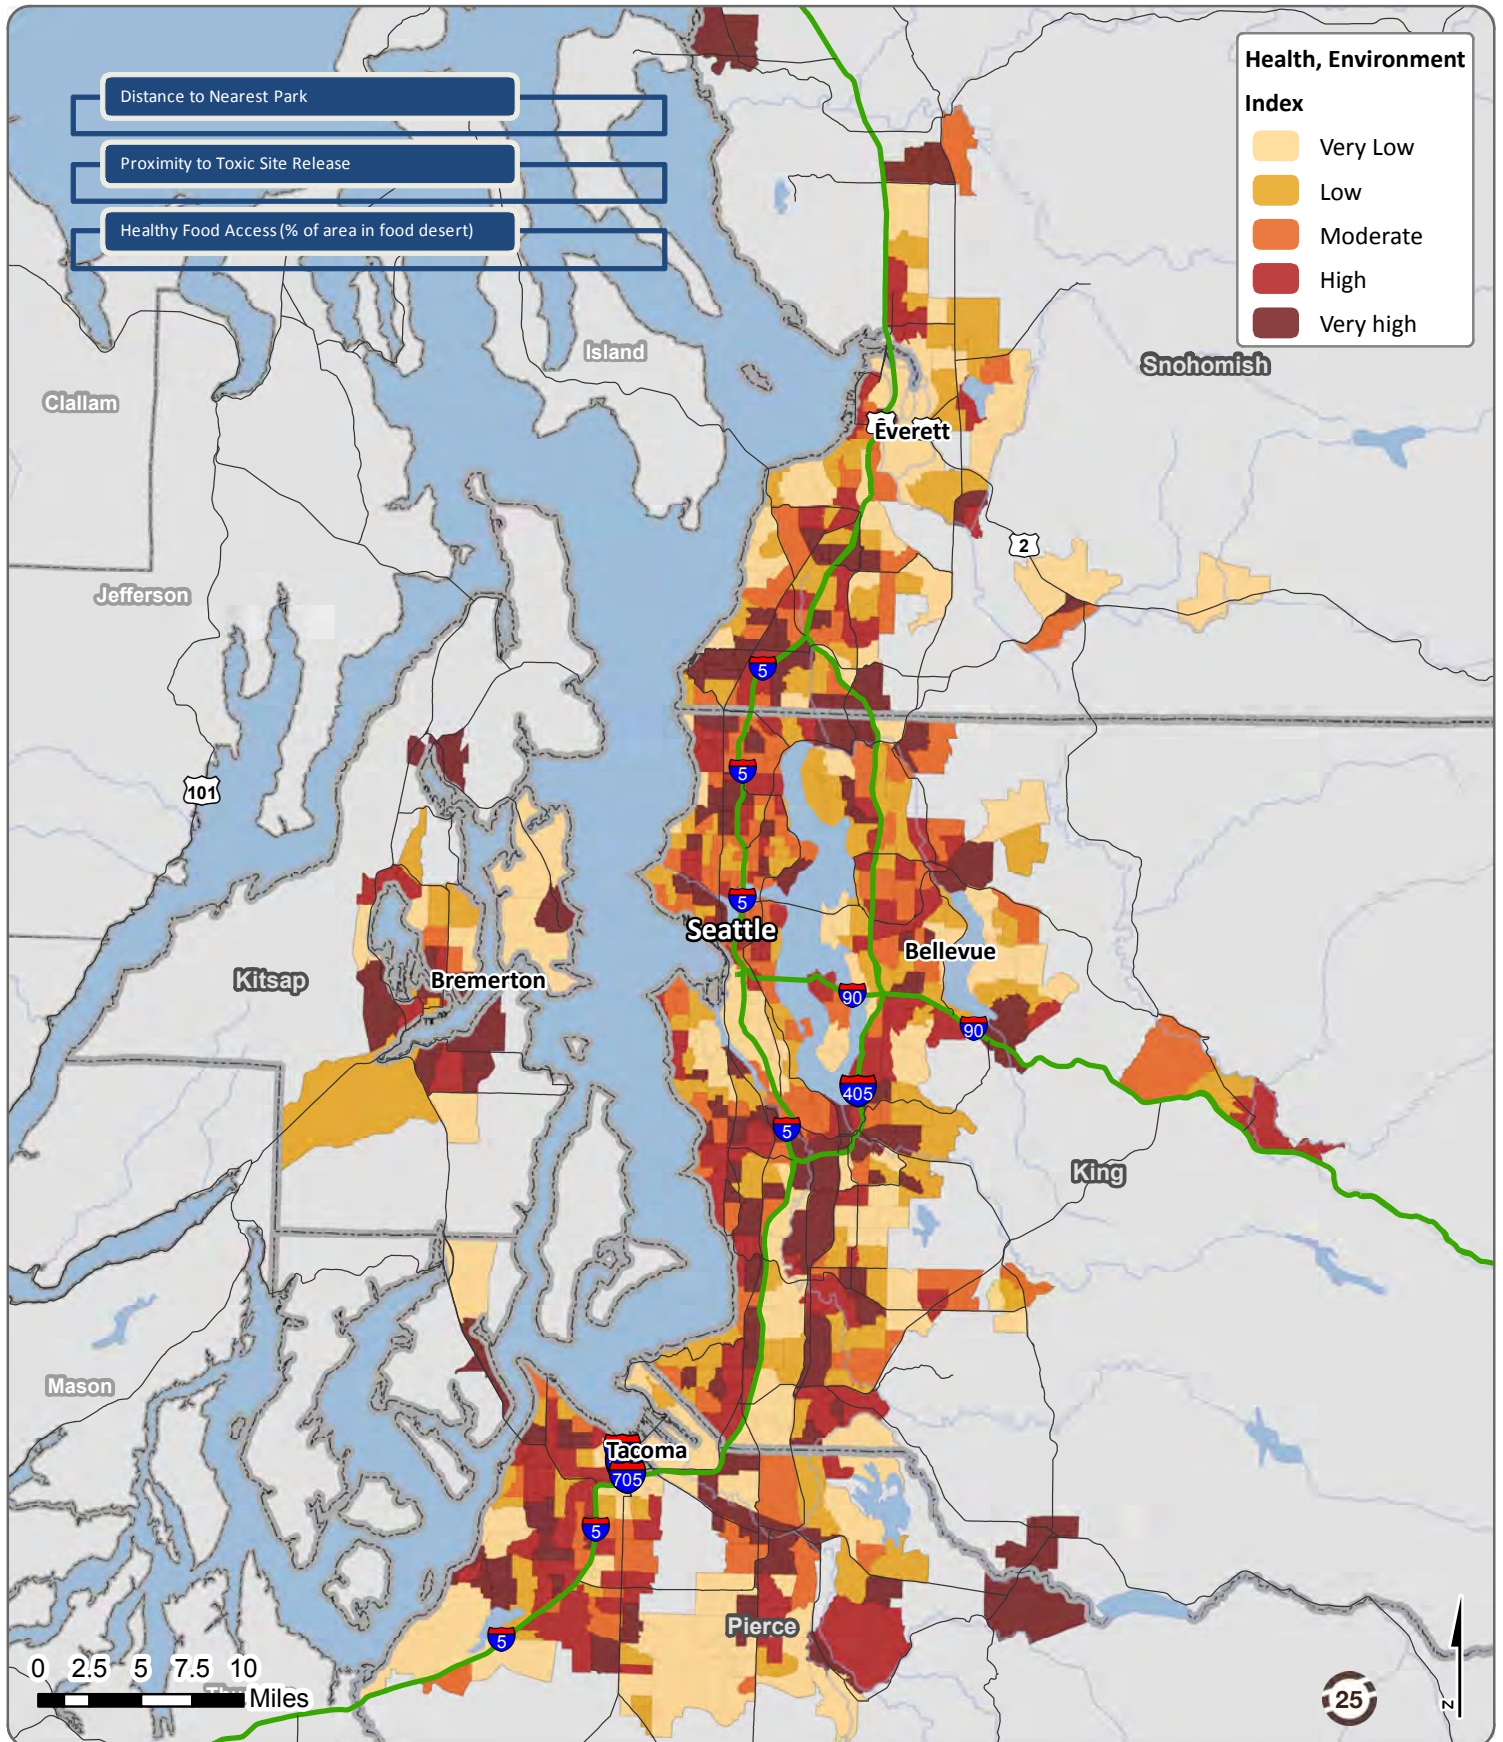 Distance to Nearest Park
Proximity to Toxic Site Release
Healthy Food Access (% of area in food desert)
Health, Environment
Index
Very Low
Low
Moderate
High
Very high
Island
Snohomish
Clallam
Everett
2
Jefferson
5
101
5
5
Seattle
Bellevue
Kitsap
Bremerton
90
90
405
5
King
Mason
Tacoma
705
5
Pierce
5
0 2.5 5 7.5 10
Miles
25
N